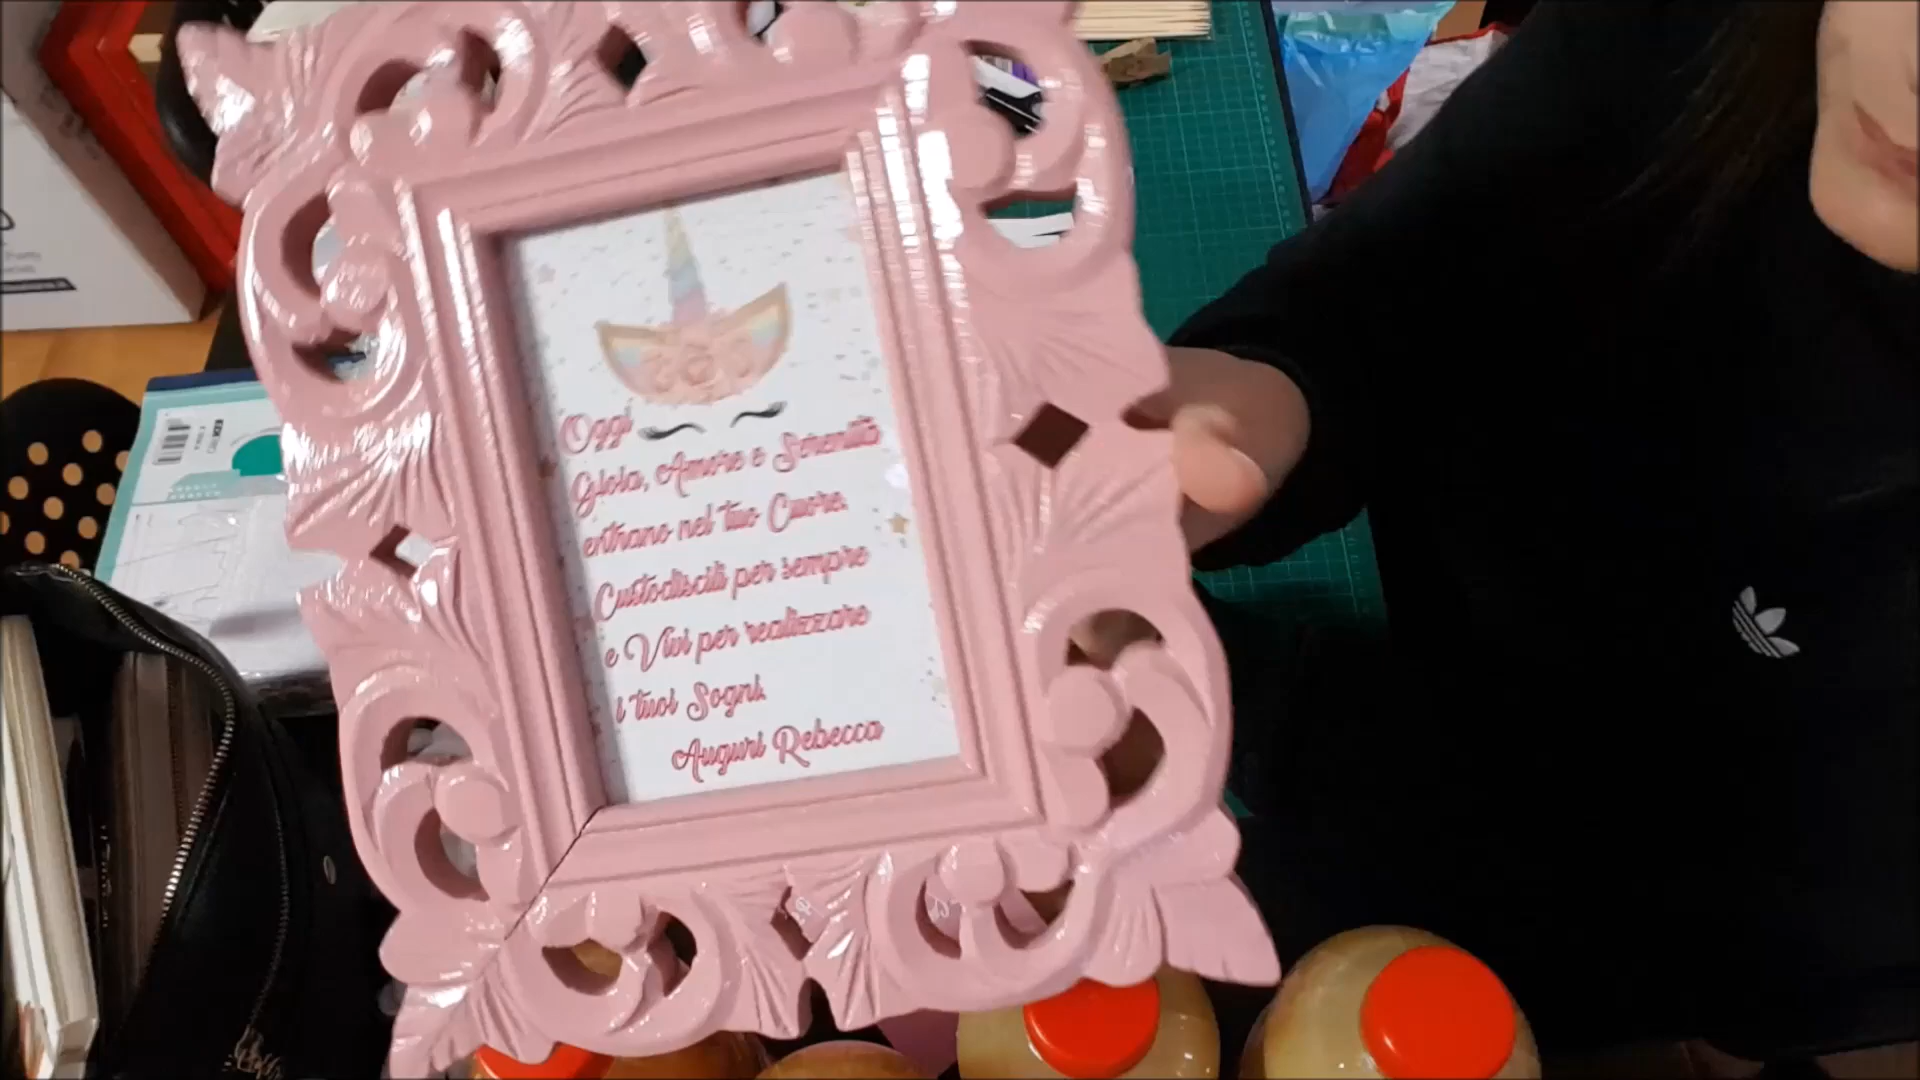 Oggi
Gioia, Amore e Serenità
entrano nel tuo Cuore.
Custodiscili per sempre
e Vivi per realizzare
i tuoi Sogni.
Auguri Rebecca